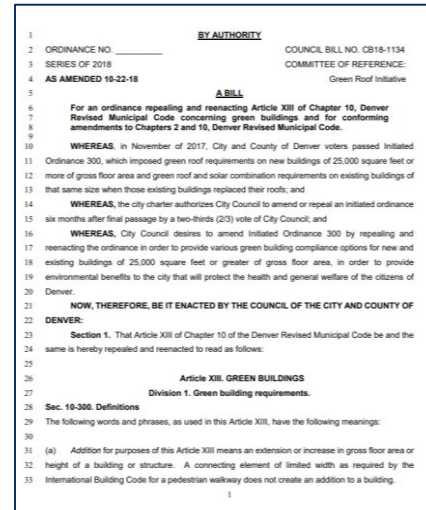 1 BY AUTHORITY
2 ORDINANCE NO. __________ COUNCIL BILL NO. CB18-1134
3 SERIES OF 2018 COMMITTEE OF REFERENCE:
4 AS AMENDED 10-22-18 Green Roof Initiative
5 A BILL
6 For an ordinance repealing and reenacting Article XIII of Chapter 10, Denver
7 Revised Municipal Code concerning green buildings and for conforming
8 amendments to Chapters 2 and 10, Denver Revised Municipal Code.
9
10 WHEREAS, in November of 2017, City and County of Denver voters passed Initiated
11 Ordinance 300, which imposed green roof requirements on new buildings of 25,000 square feet or
12 more of gross floor area and green roof and solar combination requirements on existing buildings of
13 that same size when those existing buildings replaced their roofs; and
14 WHEREAS, the city charter authorizes City Council to amend or repeal an initiated ordinance
15 six months after final passage by a two-thirds (2/3) vote of City Council; and
16 WHEREAS, City Council desires to amend Initiated Ordinance 300 by repealing and
17 reenacting the ordinance in order to provide various green building compliance options for new and
18 existing buildings of 25,000 square feet or greater of gross floor area, in order to provide
19 environmental benefits to the city that will protect the health and general welfare of the citizens of
20 Denver.
21 NOW, THEREFORE, BE IT ENACTED BY THE COUNCIL OF THE CITY AND COUNTY OF
22 DENVER:
23 Section 1. That Article XIII of Chapter 10 of the Denver Revised Municipal Code be and the
24 same is hereby repealed and reenacted to read as follows:
25
26 Article XIII. GREEN BUILDINGS
27 Division 1. Green building requirements.
28 Sec. 10-300. Definitions
29 The following words and phrases, as used in this Article XIII, have the following meanings:
30
31 (a) Addition for purposes of this Article XIII means an extension or increase in gross floor area or
32 height of a building or structure. A connecting element of limited width as required by the
33 International Building Code for a pedestrian walkway does not create an addition to a building.
1